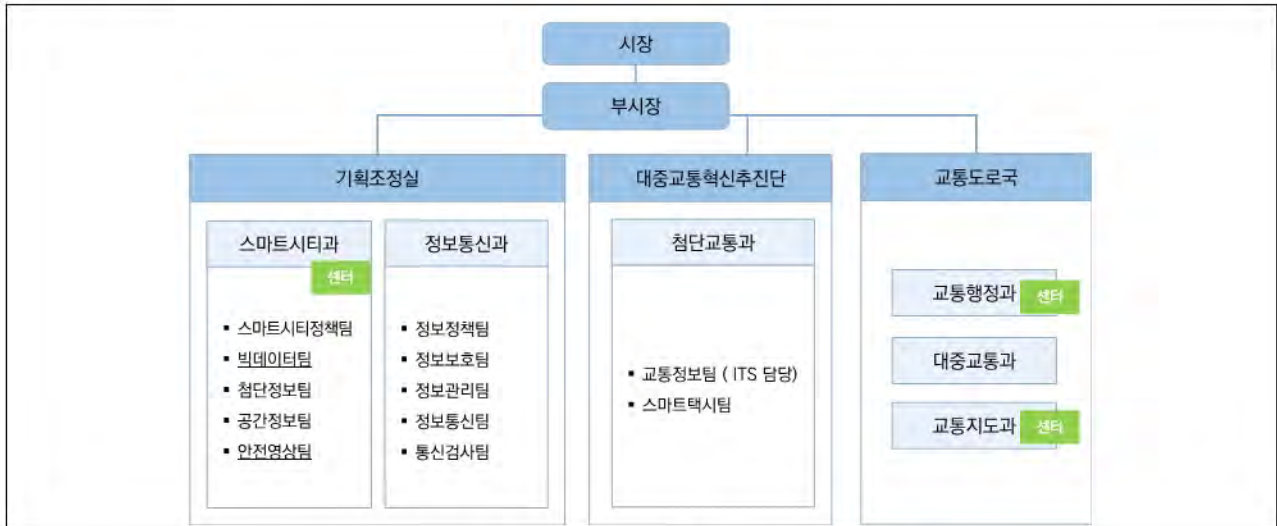 시장
부시장
기획조정실
스마트시티과
센터
▪ 스마트시티정책팀
▪ 빅데이터팀
▪ 첨단정보팀
▪ 공간정보팀
▪ 안전영상팀
정보통신과
▪ 정보정책팀
▪ 정보보호팀
▪ 정보관리팀
▪ 정보통신팀
▪ 통신검사팀
대중교통혁신추진단
첨단교통과
▪ 교통정보팀 ( ITS 담당)
▪ 스마트택시팀
교통도로국
교통행정과
센터
대중교통과
교통지도과
센터